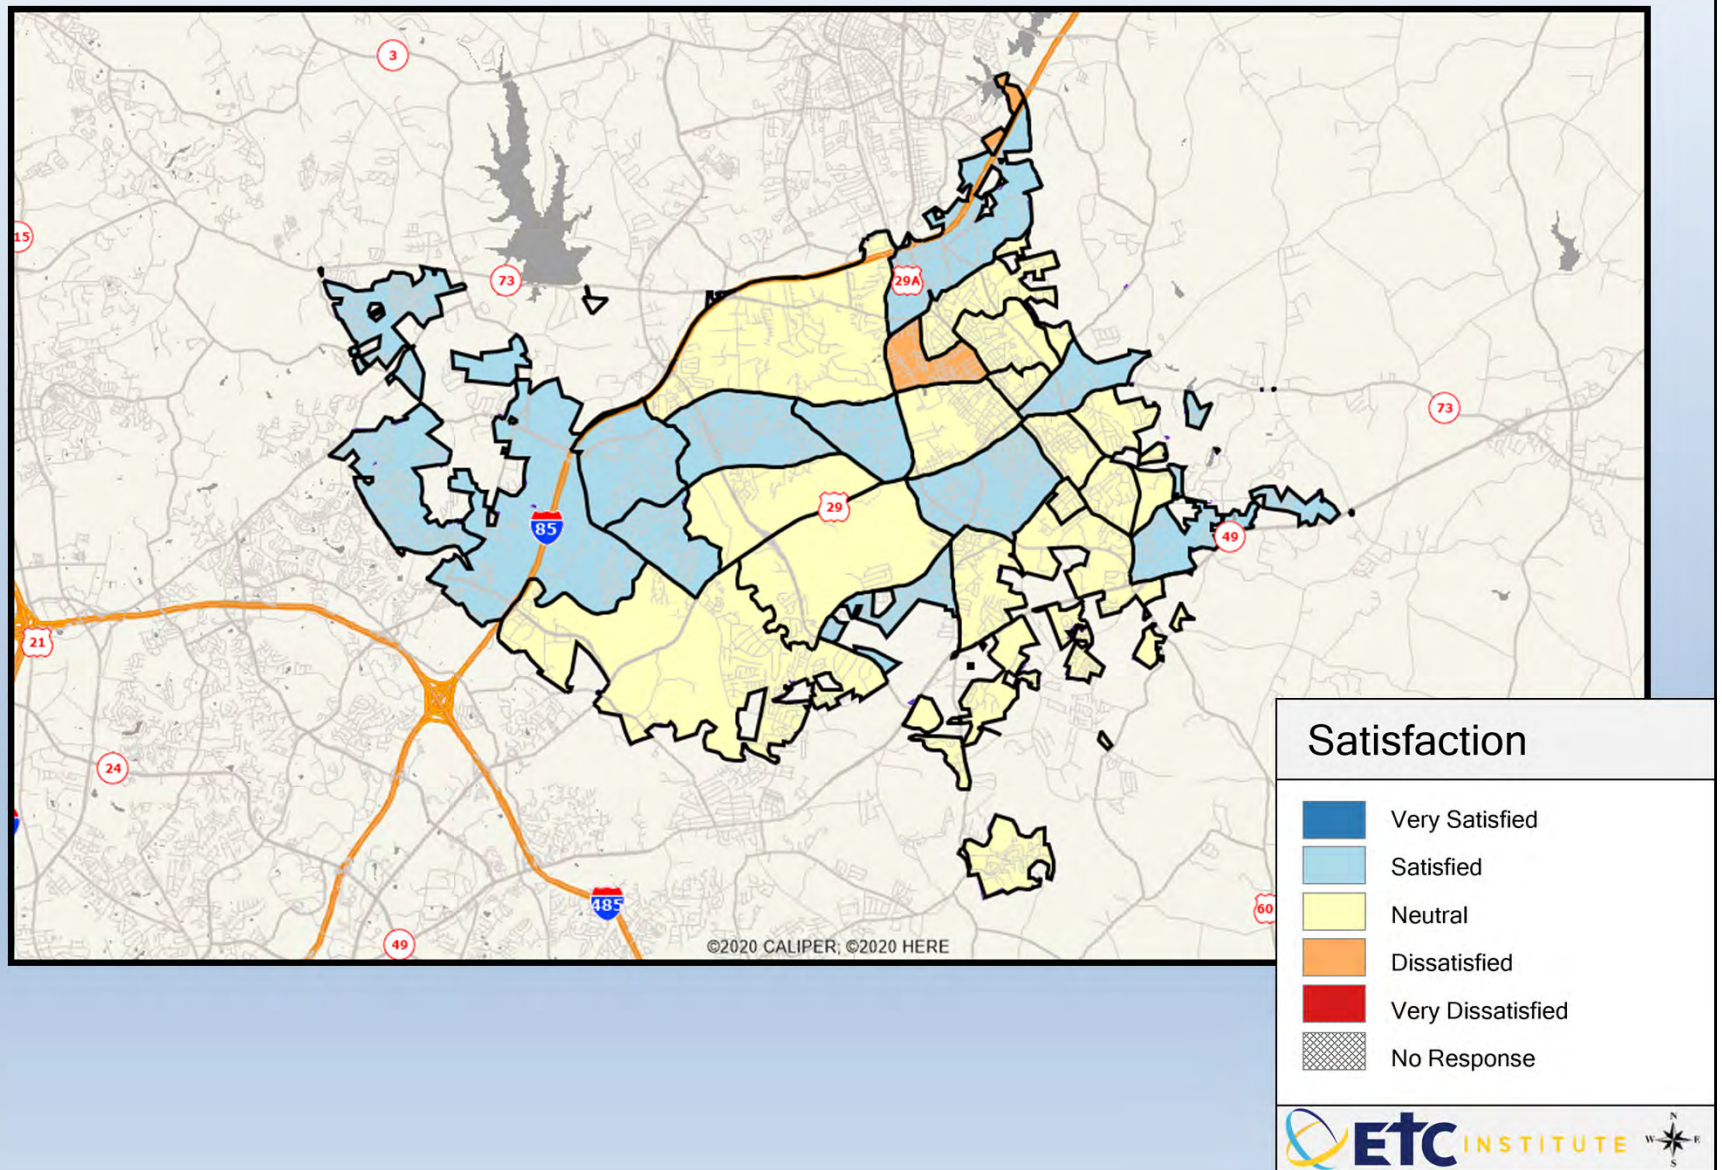 3
15
73
29A
73
29
85
49
21
24
485
60
49
©2020 CALIPER; ©2020 HERE
Satisfaction
Very Satisfied
Satisfied
Neutral
Dissatisfied
Very Dissatisfied
No Response
ETC INSTITUTE
N
W E
S